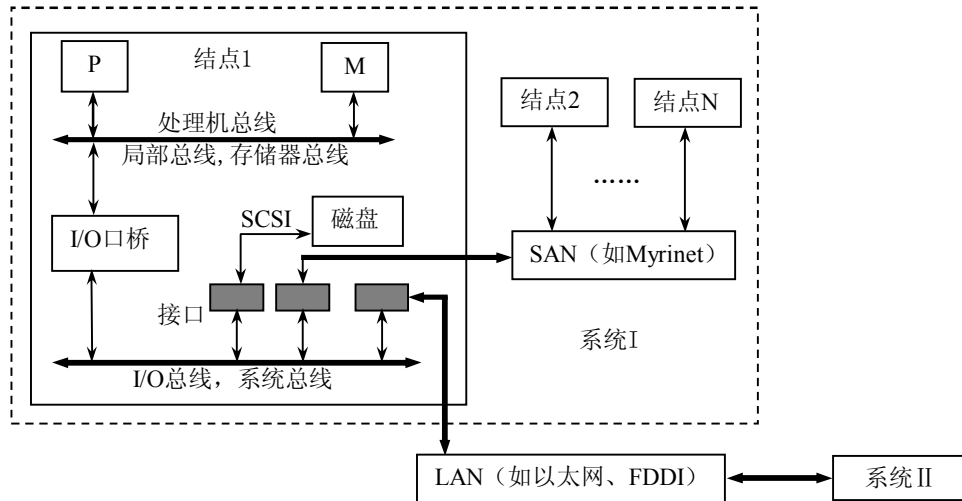 P
结点1
M
处理机总线
局部总线,存储器总线
结点2
结点N
……
I/O口桥
SCSI
磁盘
SAN（如Myrinet）
接口
系统I
I/O总线，系统总线
LAN（如以太网、FDDI）
系统Ⅱ